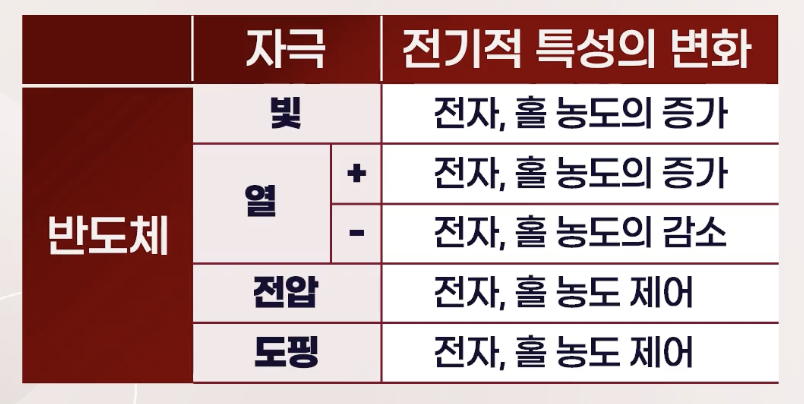 자극
전기적 특성의 변화
반도체
빛
전자, 홀 농도의 증가
열
+
전자, 홀 농도의 증가
-
전자, 홀 농도의 감소
전압
전자, 홀 농도 제어
도핑
전자, 홀 농도 제어